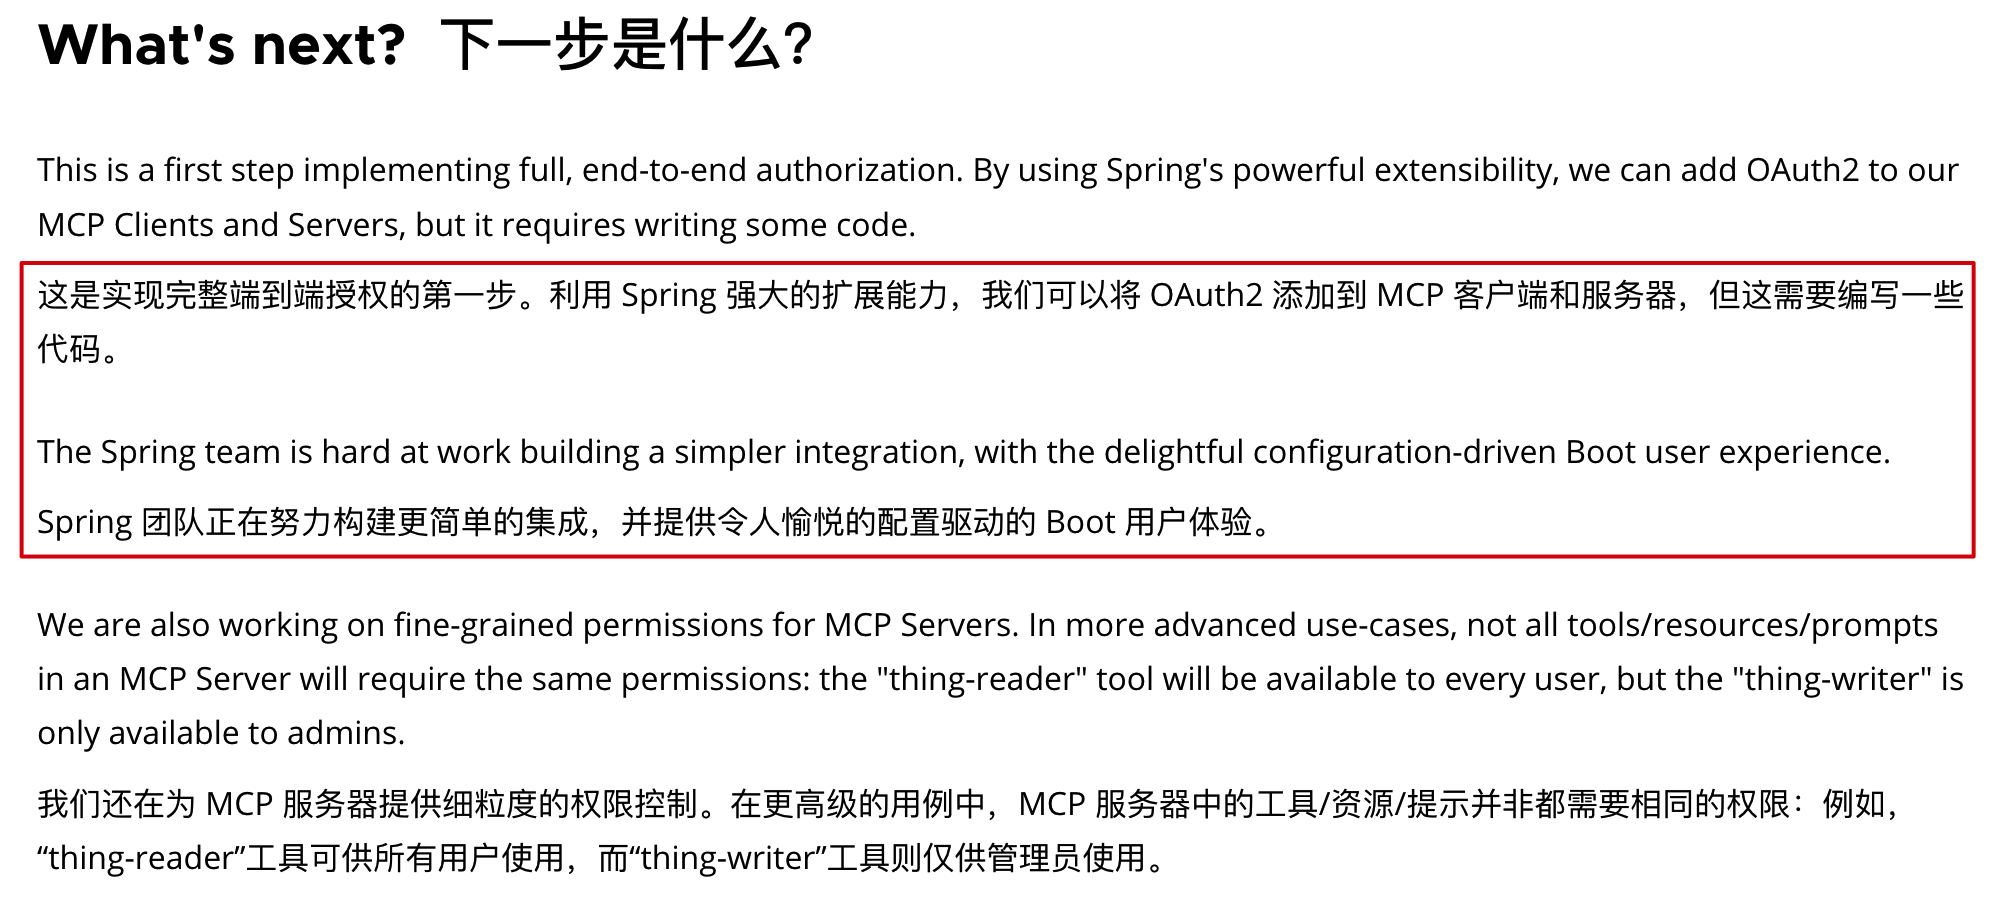 What's next? 下一步是什么？
This is a first step implementing full, end-to-end authorization. By using Spring's powerful extensibility, we can add OAuth2 to our
MCP Clients and Servers, but it requires writing some code.
这是实现完整端到端授权的第一步。利用 Spring 强大的扩展能力，我们可以将 OAuth2 添加到 MCP 客户端和服务器，但这需要编写一些
代码。
The Spring team is hard at work building a simpler integration, with the delightful configuration-driven Boot user experience.
Spring 团队正在努力构建更简单的集成，并提供令人愉悦的配置驱动的 Boot 用户体验。
We are also working on fine-grained permissions for MCP Servers. In more advanced use-cases, not all tools/resources/prompts
in an MCP Server will require the same permissions: the "thing-reader" tool will be available to every user, but the "thing-writer" is
only available to admins.
我们还在为 MCP 服务器提供细粒度的权限控制。在更高级的用例中，MCP 服务器中的工具/资源/提示并非都需要相同的权限：例如，
“thing-reader”工具可供所有用户使用，而“thing-writer”工具则仅供管理员使用。